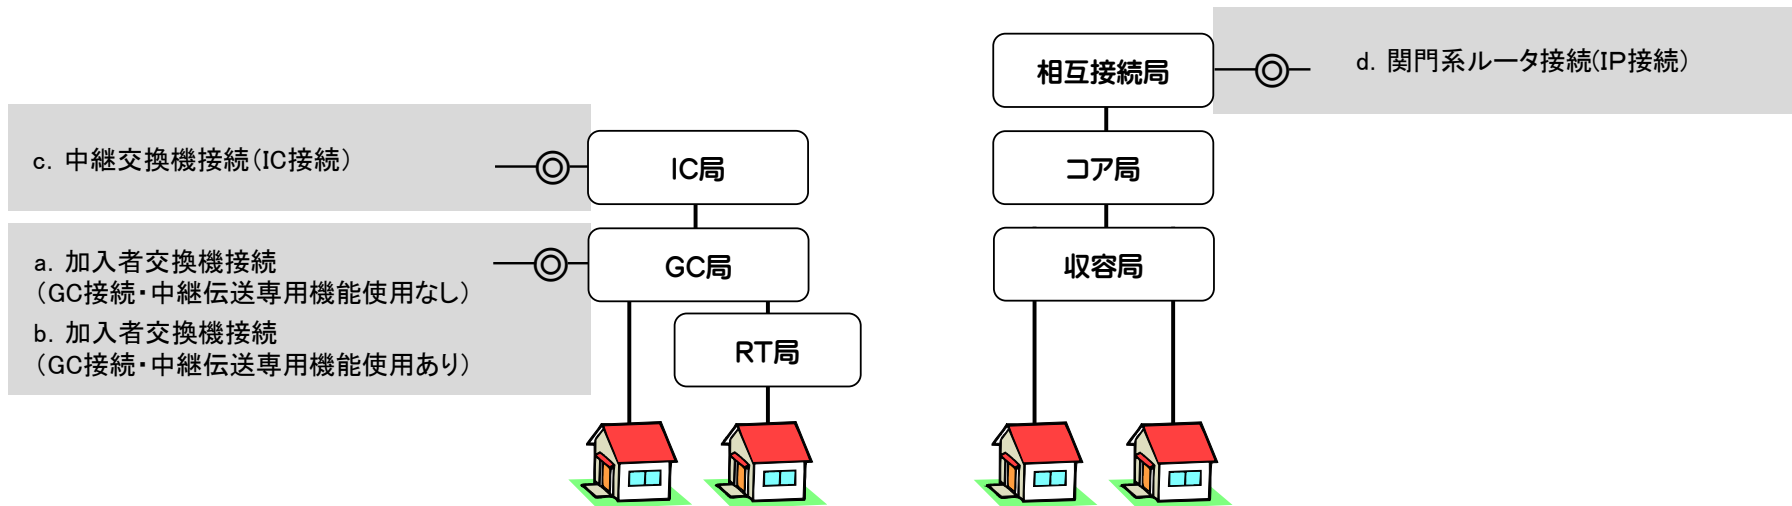 相互接続局
d. 関門系ルータ接続(IP接続)
c. 中継交換機接続(IC接続)
IC局
コア局
a. 加入者交換機接続
(GC接続・中継伝送専用機能使用なし)
b. 加入者交換機接続
(GC接続・中継伝送専用機能使用あり)
GC局
収容局
RT局